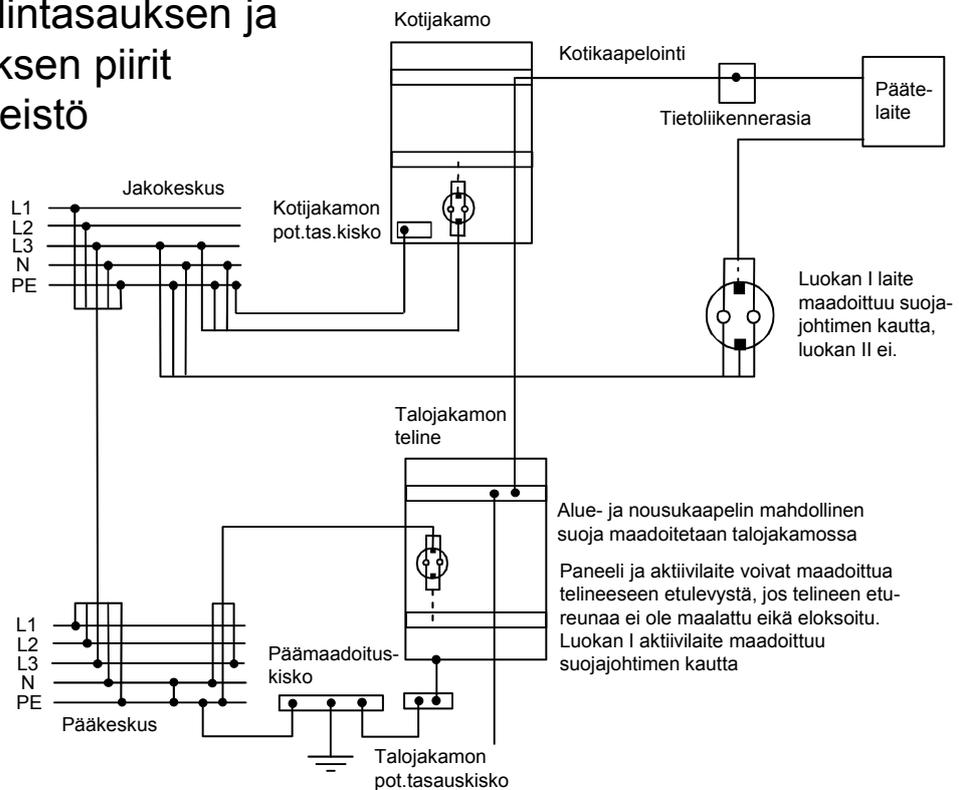 lintasauksen ja
ksen piirit
eistö
Kotijakamo
Kotikaapelointi
Tietoliikennerasia
Pääte-
laite
Jakokeskus
L1
L2
L3
N
PE
Kotijakamon
pot.tas.kisko
Luokan I laite
maadoittuu suoja-
johtimen kautta,
luokan II ei.
Talojakamon
teline
Alue- ja nousukaapelin mahdollinen
suoja maadoitetaan talojakamossa
Paneeli ja aktiivilaite voivat maadoittua
telineeseen etulevystä, jos telineen etu-
reunaa ei ole maalattu eikä eloksoitu.
Luokan I aktiivilaite maadoittuu
suojajohtimen kautta
L1
L2
L3
N
PE
Pääkeskus
Päämaadoitus-
kisko
Talojakamon
pot.tasauskisko